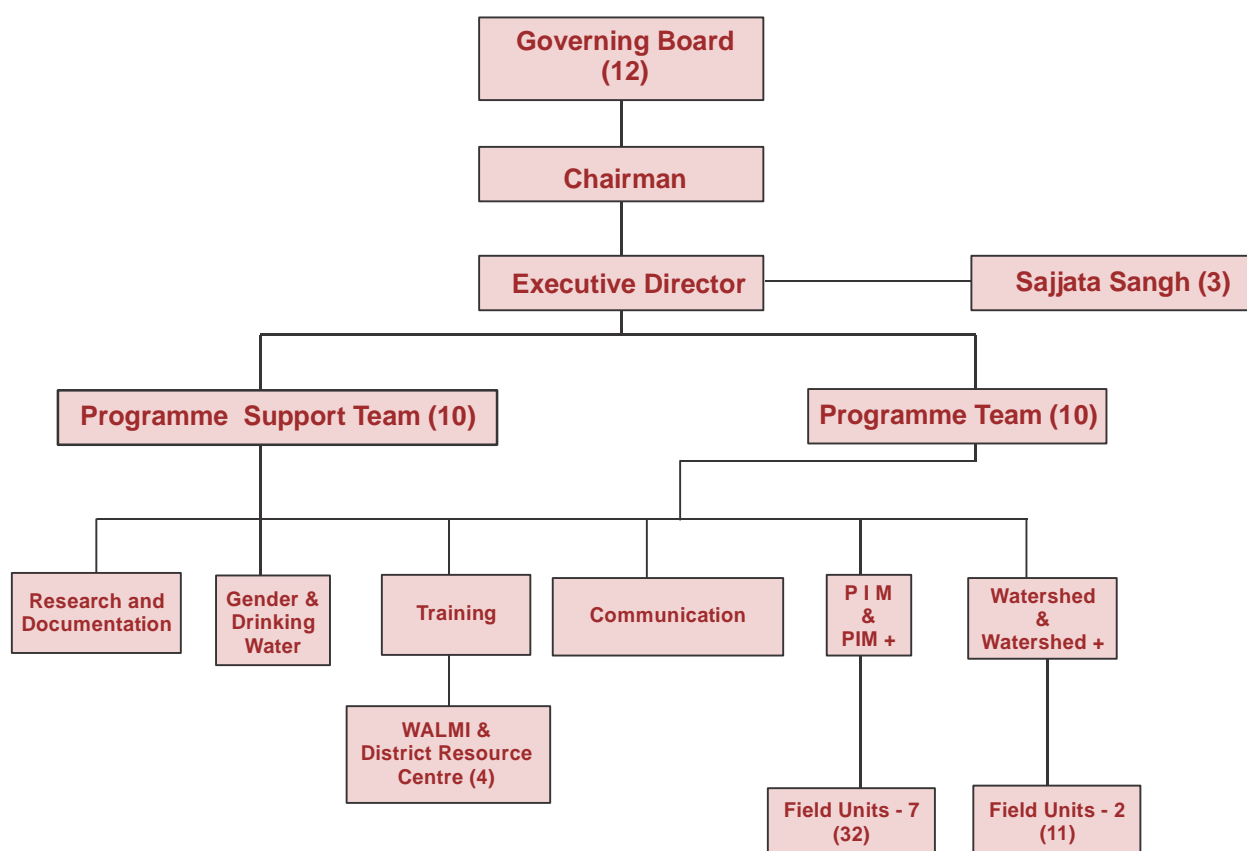 Governing Board
(12)
Chairman
Executive Director
Sajjata Sangh (3)
Programme Support Team (10)
Programme Team (10)
Research and
Documentation
Gender &
Drinking
Water
Training
Communication
P I M
&
PIM +
Watershed
&
Watershed +
WALMI &
District Resource
Centre (4)
Field Units - 7
(32)
Field Units - 2
(11)